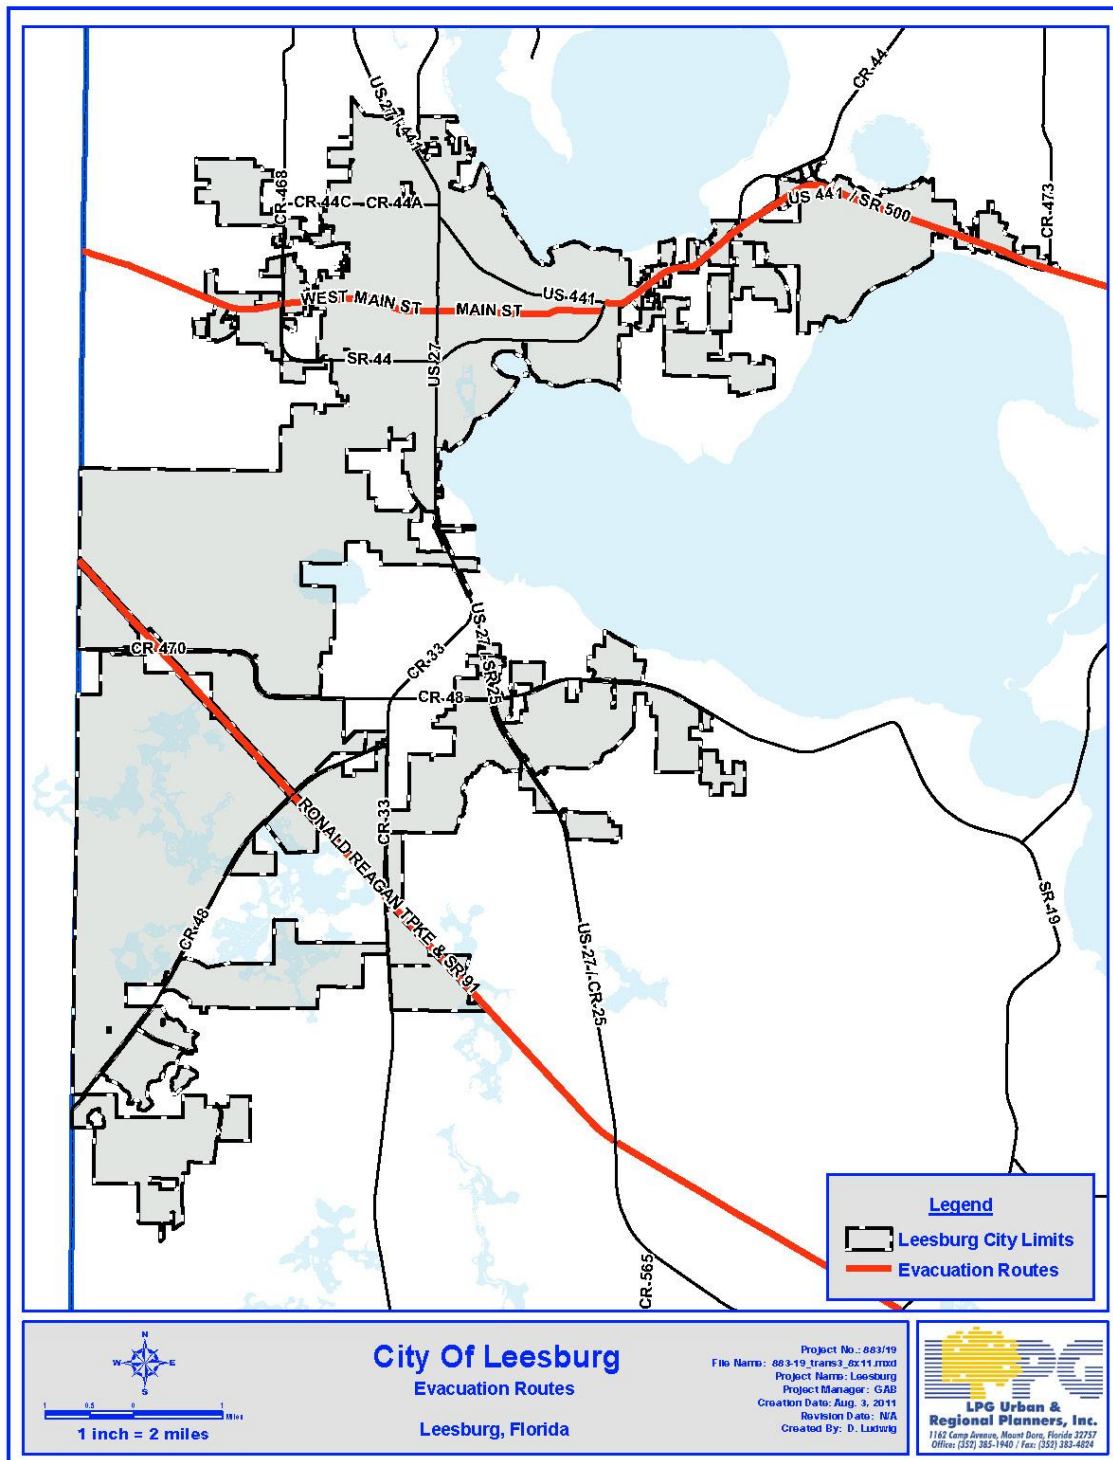 CR-44
US-27 / 441
CR-468
CR-44C
CR-44A
CR-473
US 441 / SR 500
US-441
WEST MAIN ST
MAIN ST
SR-44
US-27
CR-470
CR-33
US-27 / SR-25
CR-48
CR-33
RONALD REAGAN TPKE & SR 91
CR-48
SR-19
US-27-/-CR-25
CR-565
Legend
Leesburg City Limits
Evacuation Routes
N
W
E
S
1 0.5 0 1
Miles
1 inch = 2 miles
City Of Leesburg
Evacuation Routes
Leesburg, Florida
Project No.: 883/19
File Name: 883-19_trans3_8x11.mxd
Project Name: Leesburg
Project Manager: GAB
Creation Date: Aug. 3, 2011
Revision Date: N/A
Created By: D. Ludwig
LPG
LPG Urban &
Regional Planners, Inc.
1162 Camp Avenue, Mount Dora, Florida 32757
Office: (352) 385-1940 / Fax: (352) 383-4824